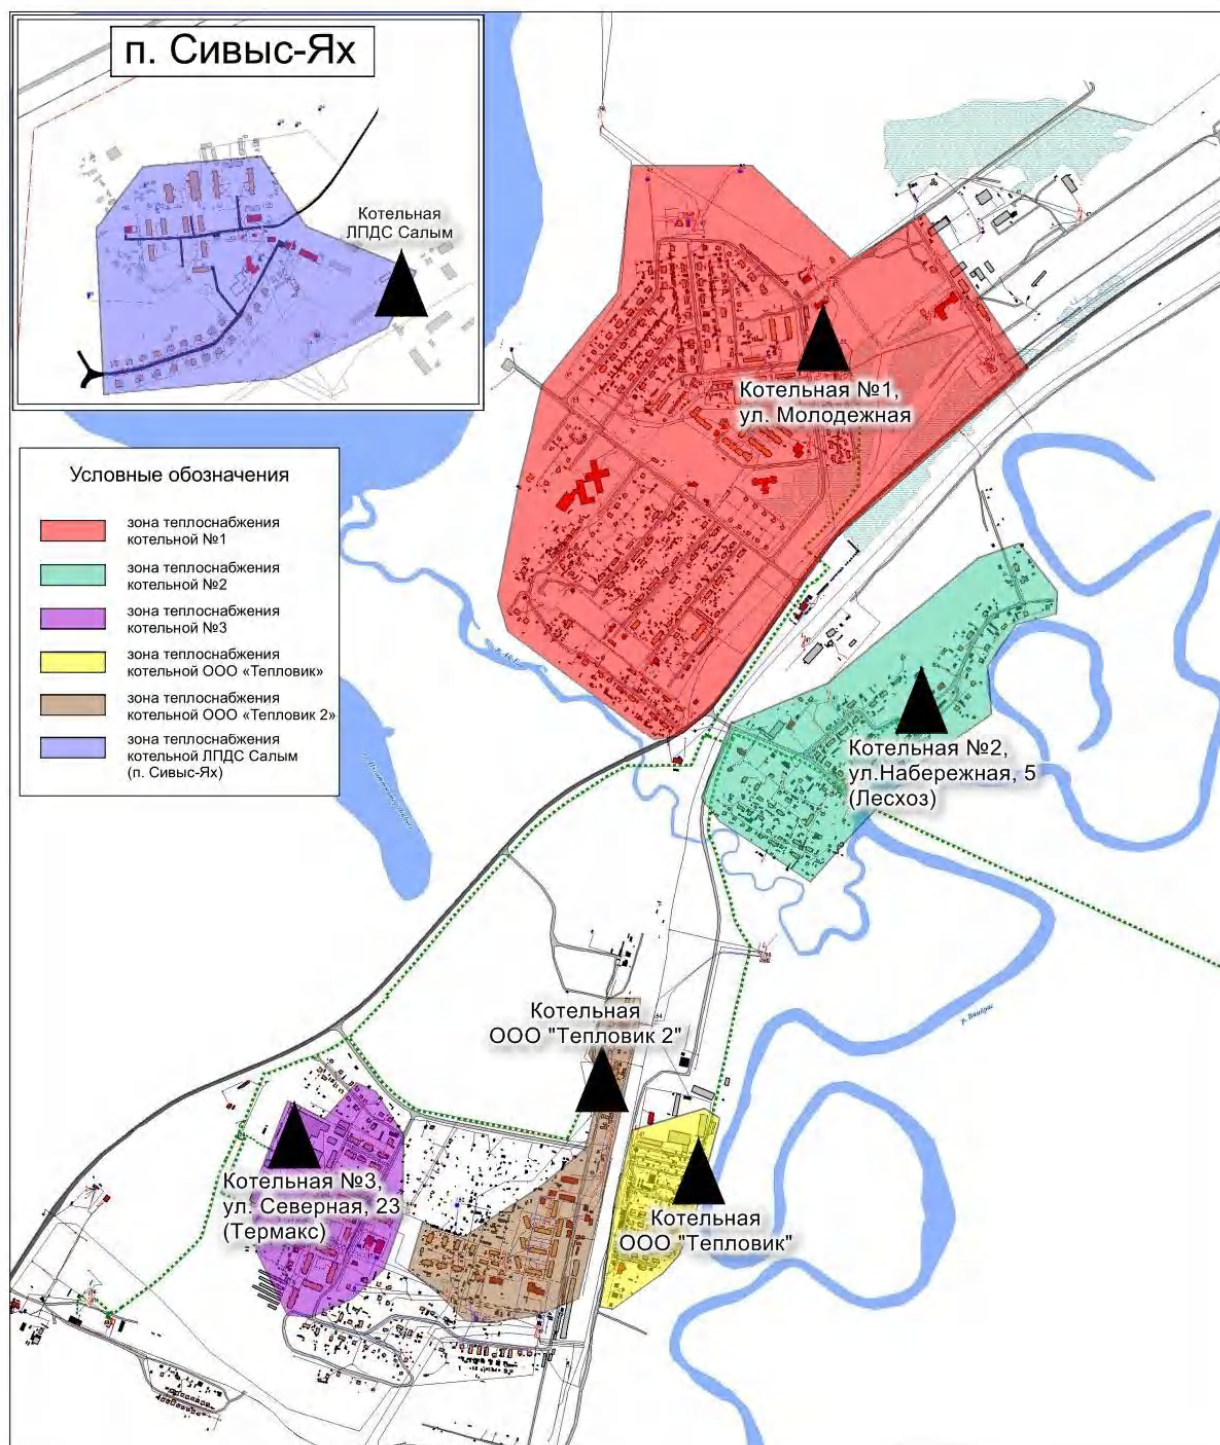 п. Сивыс-Ях
Котельная
ЛПДС Салым
Котельная №1,
ул. Молодежная
Условные обозначения
зона теплоснабжения
котельной №1
зона теплоснабжения
котельной №2
зона теплоснабжения
котельной №3
зона теплоснабжения
котельной ООО «Тепловик»
зона теплоснабжения
котельной ООО «Тепловик 2»
зона теплоснабжения
котельной ЛПДС Салым
(п. Сивыс-Ях)
Котельная №2,
ул.Набережная, 5
(Лесхоз)
Котельная
ООО "Тепловик 2"
Котельная №3,
ул. Северная, 23
(Термакс)
Котельная
ООО "Тепловик"